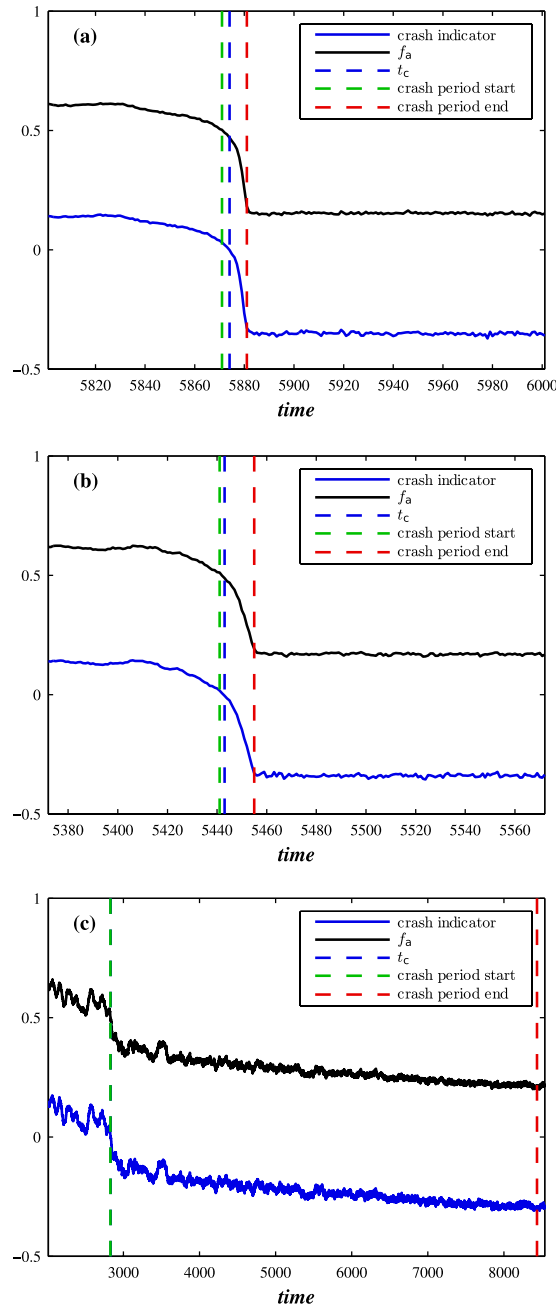 1
(a)
crash indicator
fa
tc
crash period start
crash period end
0.5
0
−0.5
5820 5840 5860 5880 5900 5920 5940 5960 5980 6000
time
1
(b)
crash indicator
fa
tc
crash period start
crash period end
0.5
0
−0.5
5380 5400 5420 5440 5460 5480 5500 5520 5540 5560
time
1
(c)
crash indicator
fa
tc
crash period start
crash period end
0.5
0
−0.5
3000 4000 5000 6000 7000 8000
time